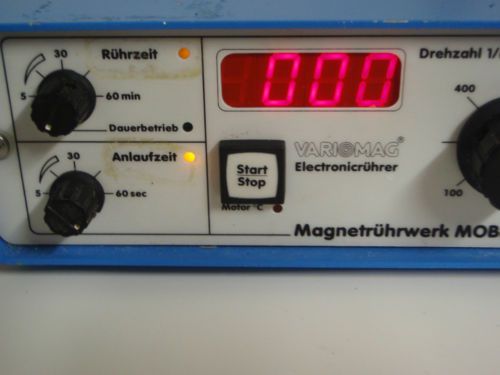 Rührzeit
30
5
60 min
Dauerbetrieb
Anlaufzeit
30
5
60 sec
000
Start
Stop
Motor °C
VARIOMAG®
Electronicrührer
Drehzahl 1/
400
100
Magnetrührwerk MOB